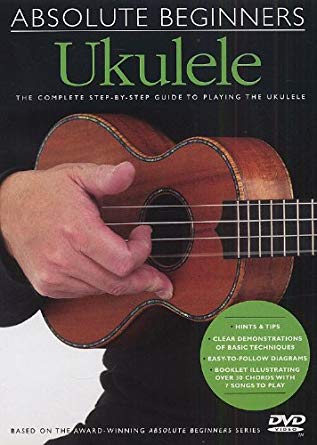 ABSOLUTE BEGINNERS
Ukulele
THE COMPLETE STEP-BY-STEP GUIDE TO PLAYING THE UKULELE
• HINTS & TIPS
• CLEAR DEMONSTRATIONS
OF BASIC TECHNIQUES
• EASY-TO-FOLLOW DIAGRAMS
• BOOKLET ILLUSTRATING
OVER 30 CHORDS WITH
7 SONGS TO PLAY
BASED ON THE AWARD-WINNING ABSOLUTE BEGINNERS SERIES
DVD
VIDEO
TM